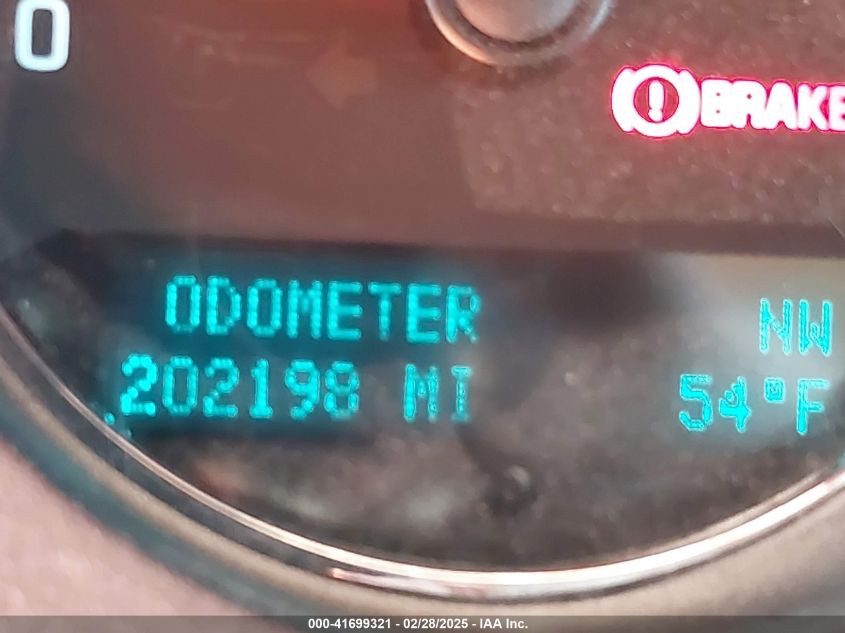 0
BRAKE
ODOMETER NW
202198 MI 54°F
000-41699321 - 02/28/2025 - IAA Inc.